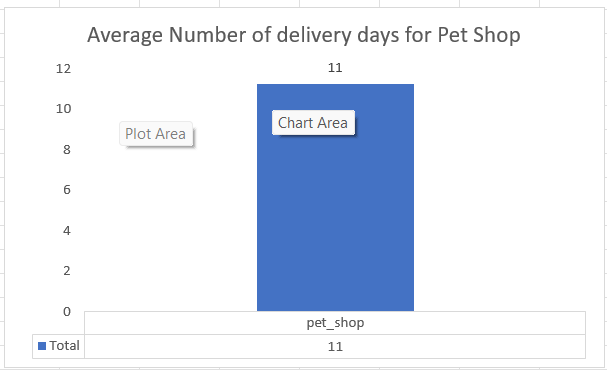 Average Number of delivery days for Pet Shop
12
11
10
Chart Area
Plot Area
8
6
4
2
0
pet_shop
Total 11